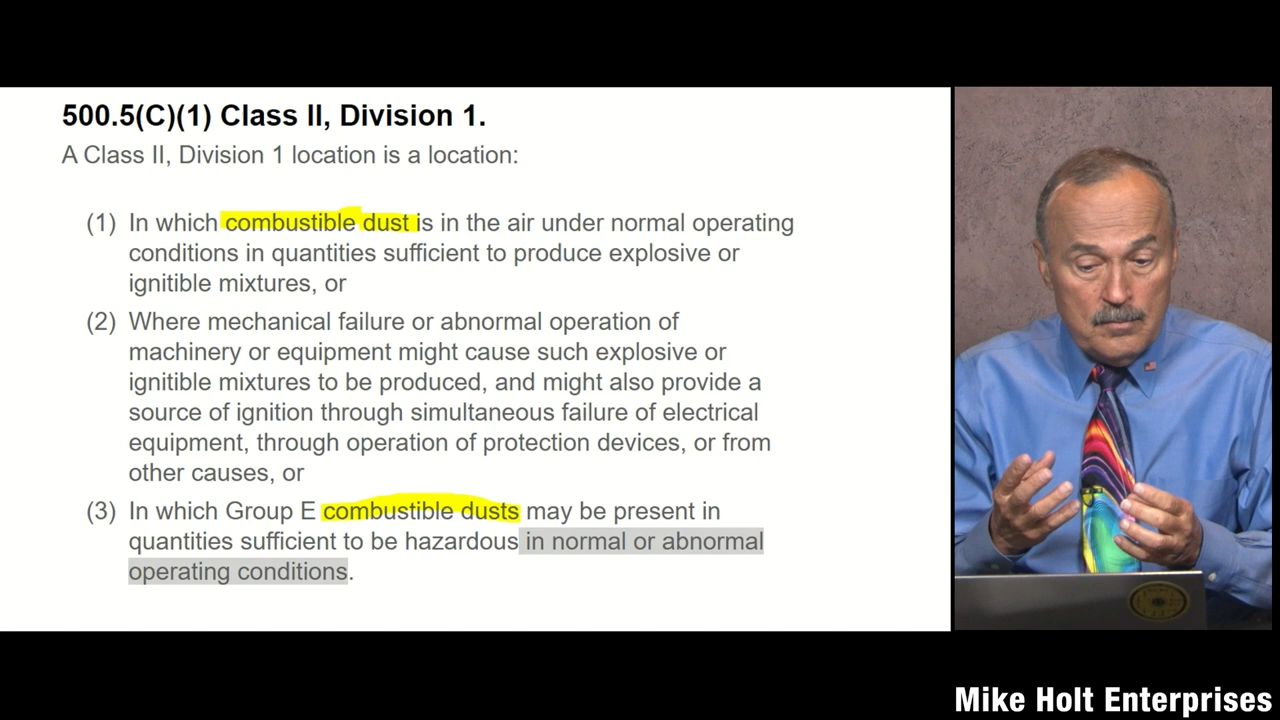 500.5(C)(1) Class II, Division 1.
A Class II, Division 1 location is a location:
(1) In which combustible dust is in the air under normal operating
conditions in quantities sufficient to produce explosive or
ignitible mixtures, or
(2) Where mechanical failure or abnormal operation of
machinery or equipment might cause such explosive or
ignitible mixtures to be produced, and might also provide a
source of ignition through simultaneous failure of electrical
equipment, through operation of protection devices, or from
other causes, or
(3) In which Group E combustible dusts may be present in
quantities sufficient to be hazardous in normal or abnormal
operating conditions.
Mike Holt Enterprises